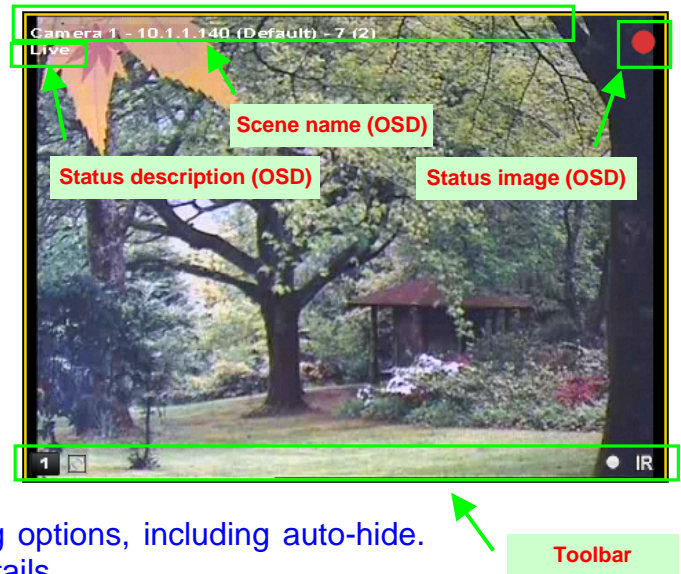 Camera 1 - 10.1.1.140 (Default) - 7 (2)
Live
Scene name (OSD)
Status description (OSD)
Status image (OSD)
1
IR
g options, including auto-hide.
Toolbar
tails